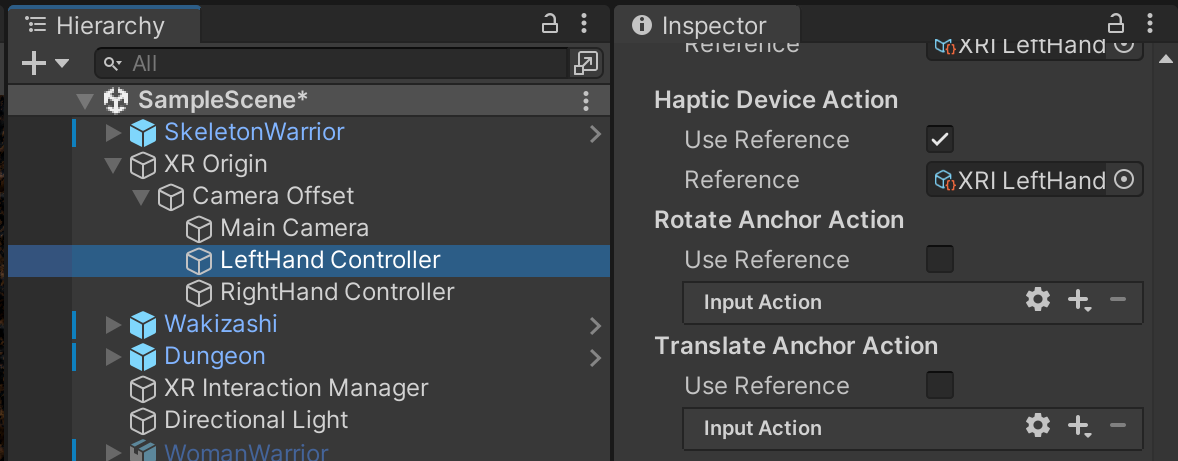 Hierarchy
All
SampleScene*
SkeletonWarrior
XR Origin
Camera Offset
Main Camera
LeftHand Controller
RightHand Controller
Wakizashi
Dungeon
XR Interaction Manager
Directional Light
WomanWarrior
Inspector
Reference XRI LeftHand
Haptic Device Action
Use Reference
Reference XRI LeftHand
Rotate Anchor Action
Use Reference
Input Action
Translate Anchor Action
Use Reference
Input Action